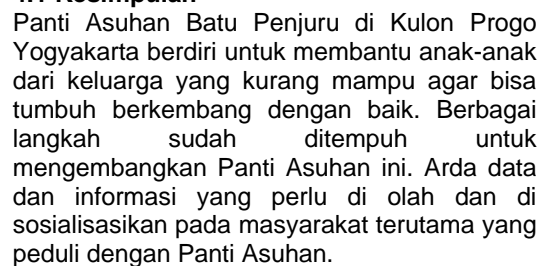 Panti Asuhan Batu Penjuru di Kulon Progo
Yogyakarta berdiri untuk membantu anak-anak
dari keluarga yang kurang mampu agar bisa
tumbuh berkembang dengan baik. Berbagai
langkah sudah ditempuh untuk
mengembangkan Panti Asuhan ini. Arda data
dan informasi yang perlu di olah dan di
sosialisasikan pada masyarakat terutama yang
peduli dengan Panti Asuhan.